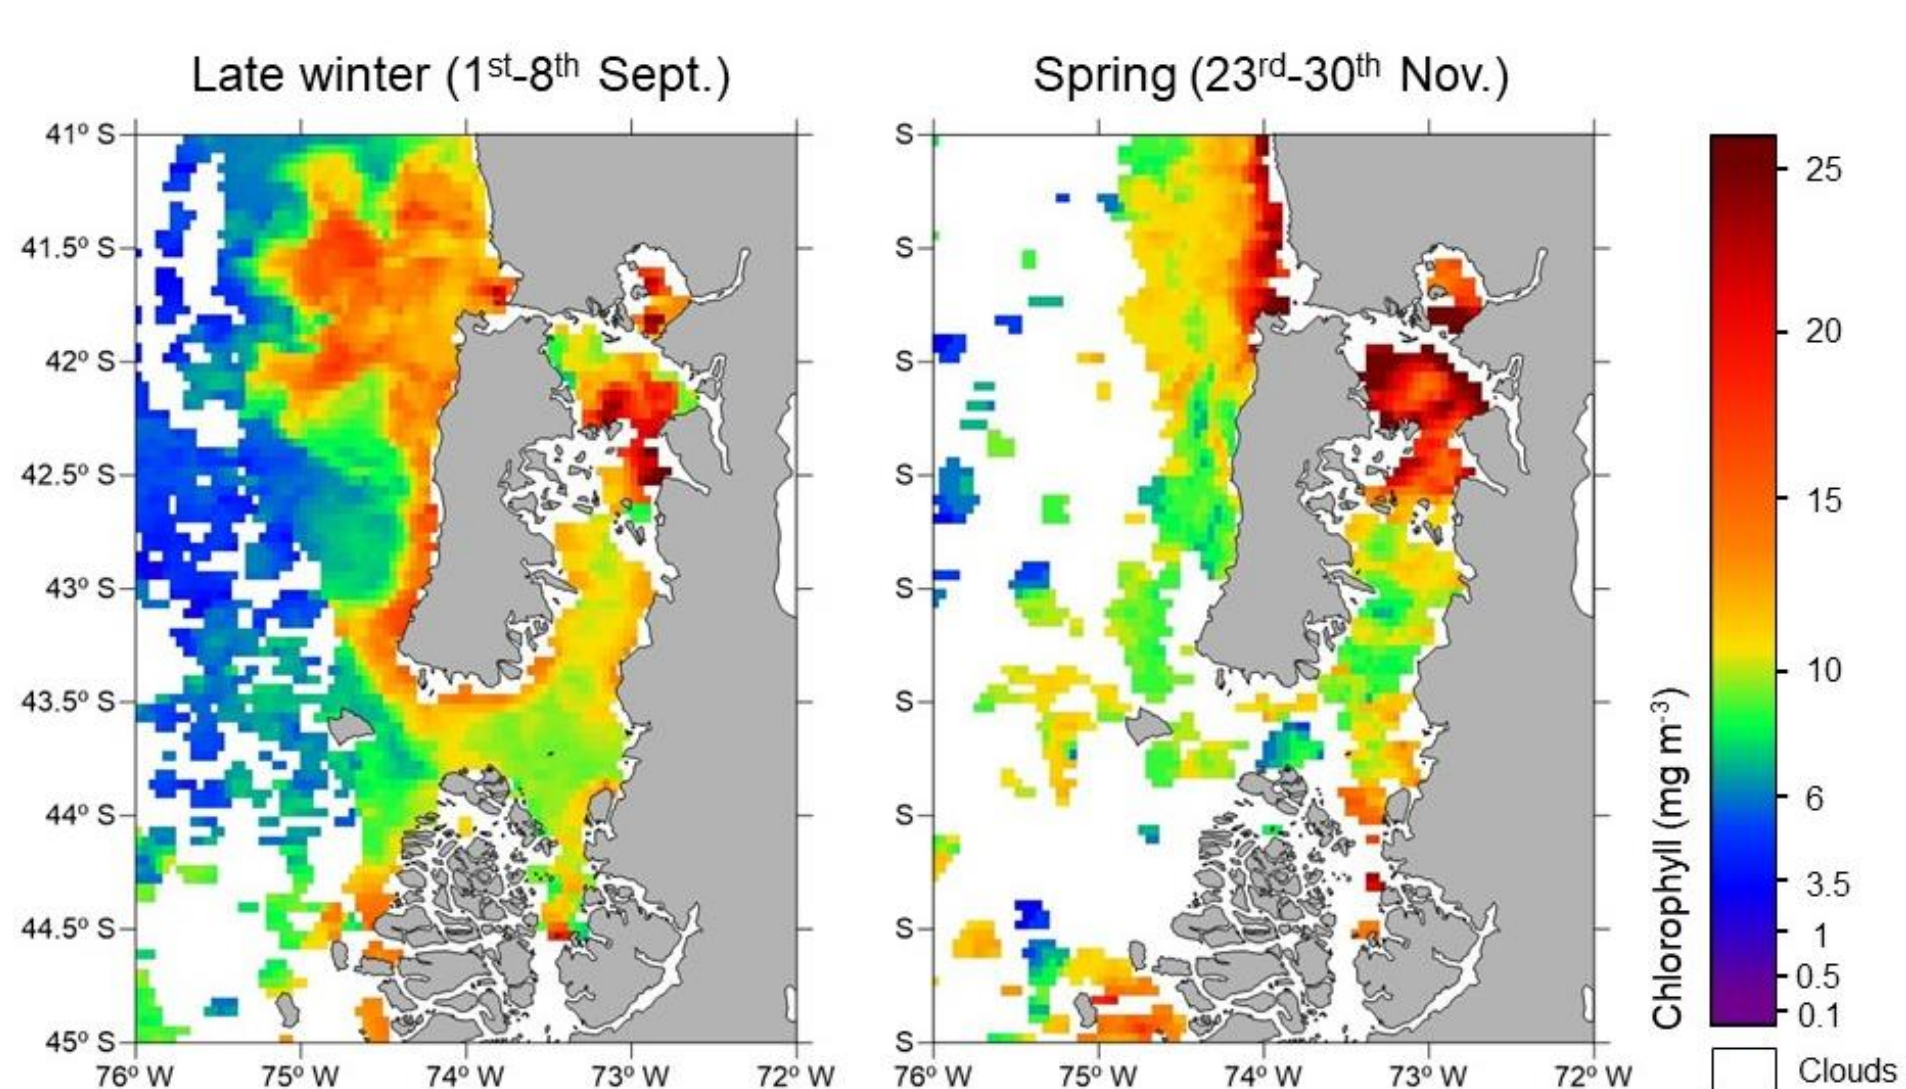 Late winter (1st-8th Sept.)
Spring (23rd-30th Nov.)
41º S
41.5º S
42º S
42.5º S
43º S
43.5º S
44º S
44.5º S
45º S
76º W
75º W
74º W
73º W
72º W
S
S
S
S
S
S
S
S
S
76º W
75º W
74º W
73º W
72º W
Chlorophyll (mg m-3)
25
20
15
10
6
3.5
1
0.5
0.1
Clouds